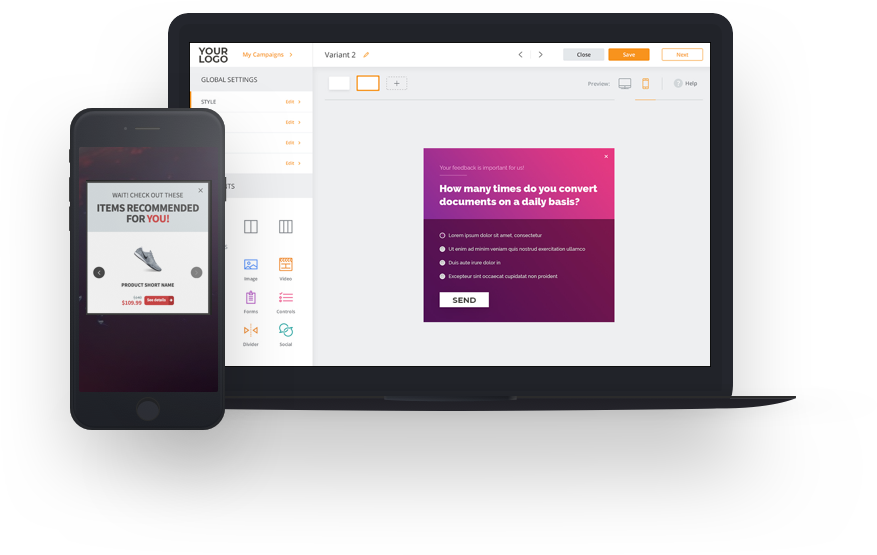 YOUR
LOGO
My Campaigns >
Variant 2
Close
Save
Next
GLOBAL SETTINGS
STYLE
Edit >
Edit >
Edit >
Edit >
+
Preview:
? Help
TS
S
Image
Video
Forms
Controls
Divider
Social
×
Your feedback is important for us!
How many times do you convert
documents on a daily basis?
Lorem ipsum dolor sit amet, consectetur
Ut enim ad minim veniam quis nostrud exercitation ullamco
Duis aute irure dolor in
Excepteur sint occaecat cupidatat non proident
SEND
WAIT! CHECK OUT THESE
ITEMS RECOMMENDED
FOR YOU!
PRODUCT SHORT NAME
$109.99
See details